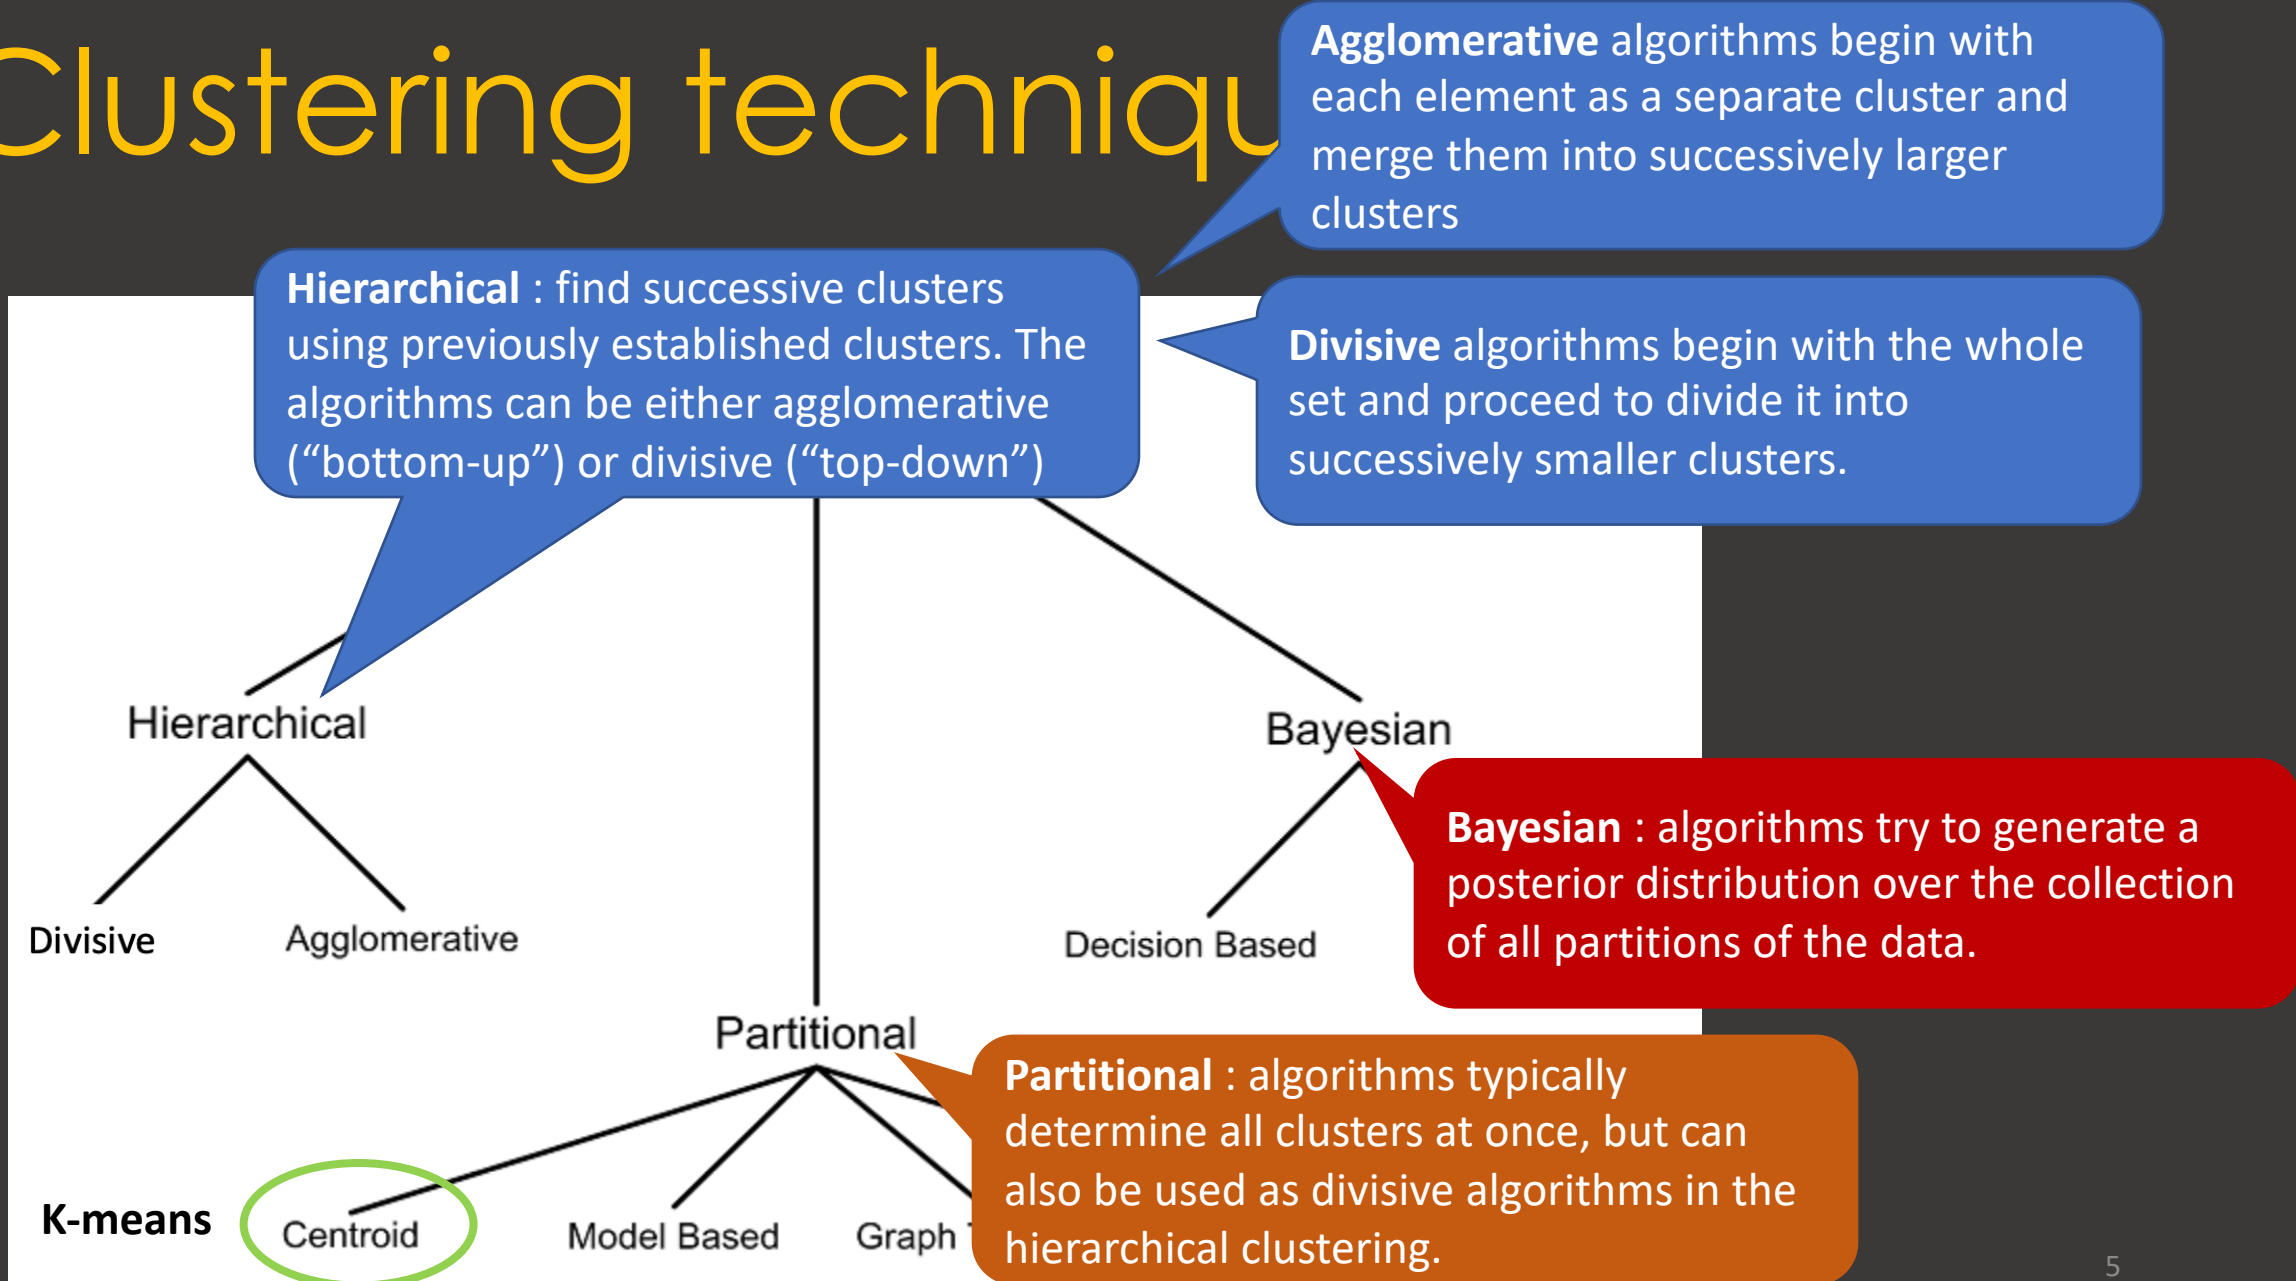 Clustering techniqu
Agglomerative algorithms begin with
each element as a separate cluster and
merge them into successively larger
clusters
Hierarchical : find successive clusters
using previously established clusters. The
algorithms can be either agglomerative
(“bottom-up”) or divisive (“top-down”)
Divisive algorithms begin with the whole
set and proceed to divide it into
successively smaller clusters.
Hierarchical
Bayesian
Bayesian : algorithms try to generate a
posterior distribution over the collection
of all partitions of the data.
Divisive
Agglomerative
Decision Based
Partitional
Partitional : algorithms typically
determine all clusters at once, but can
also be used as divisive algorithms in the
hierarchical clustering.
K-means
Centroid
Model Based
Graph
5